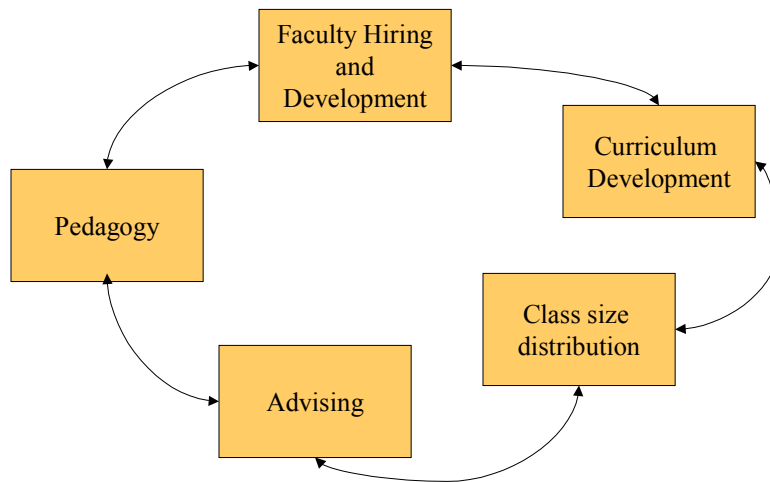 Faculty Hiring
and
Development
Curriculum
Development
Pedagogy
Class size
distribution
Advising